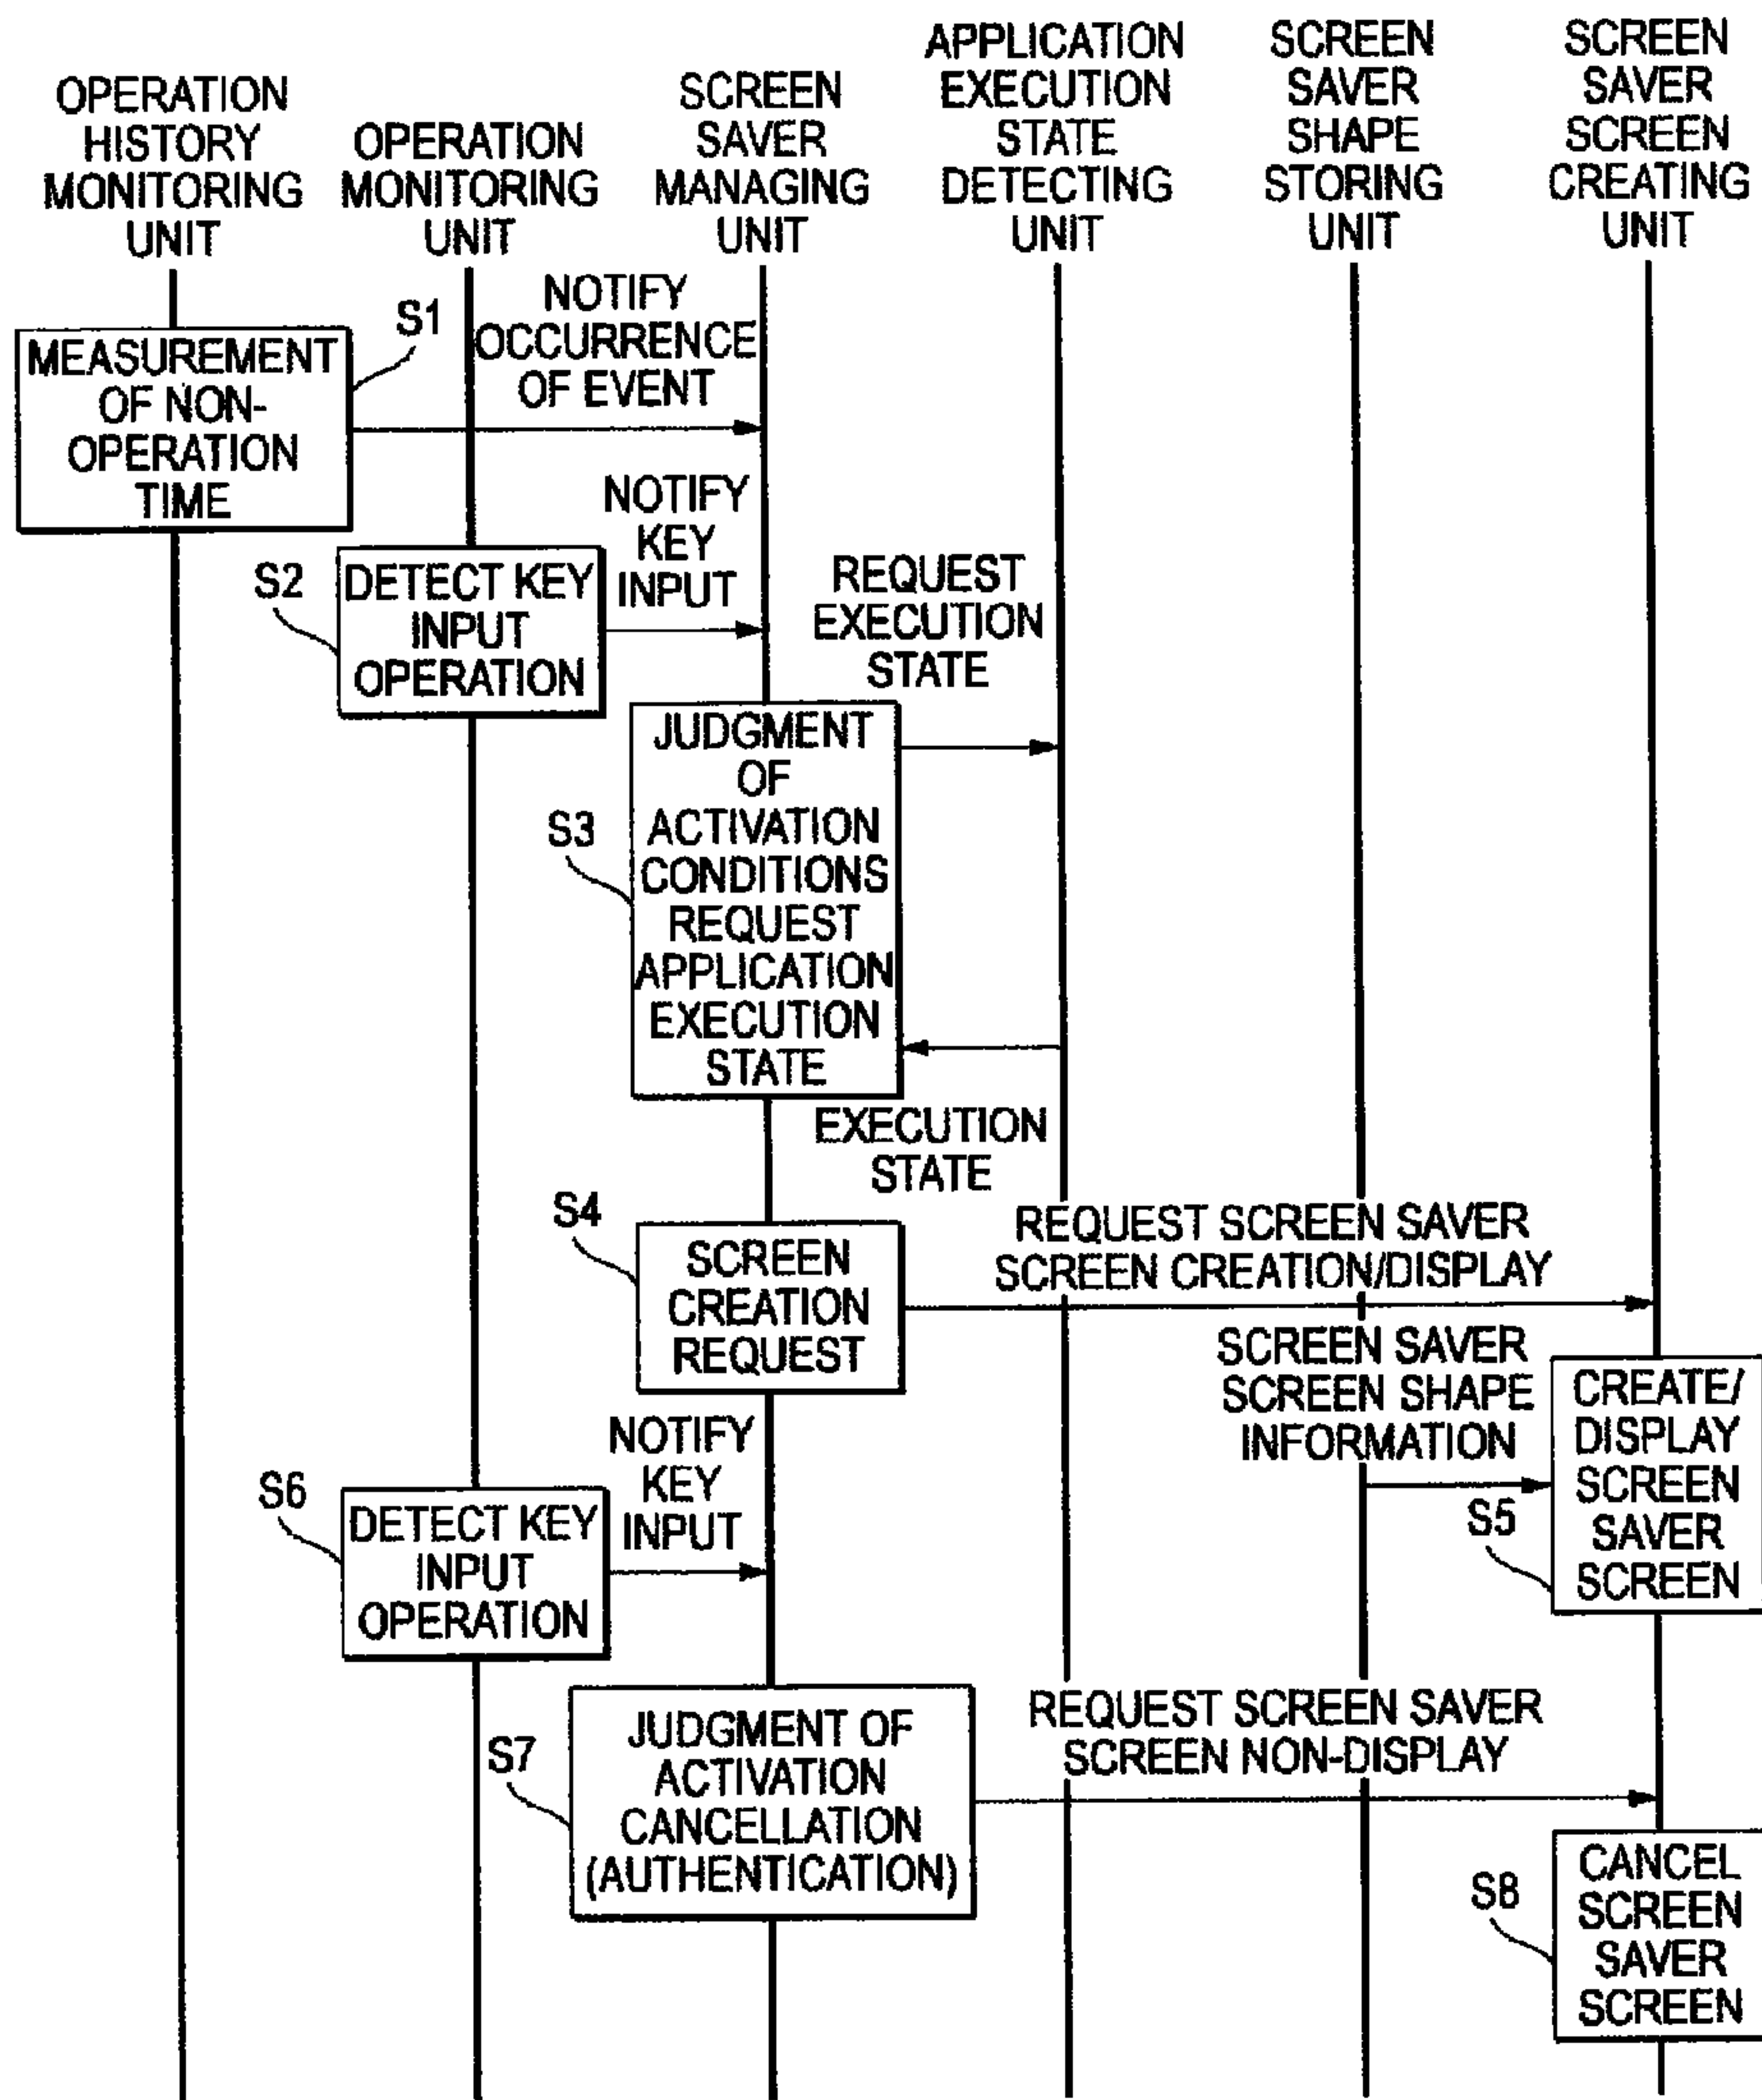 OPERATION
HISTORY
MONITORING
UNIT
OPERATION
MONITORING
UNIT
SCREEN
SAVER
MANAGING
UNIT
APPLICATION
EXECUTION
STATE
DETECTING
UNIT
SCREEN
SAVER
SHAPE
STORING
UNIT
SCREEN
SAVER
SCREEN
CREATING
UNIT
S1
MEASUREMENT
OF NON-
OPERATION
TIME
NOTIFY
OCCURRENCE
OF EVENT
S2
DETECT KEY
INPUT
OPERATION
NOTIFY
KEY
INPUT
REQUEST
EXECUTION
STATE
S3
JUDGMENT
OF
ACTIVATION
CONDITIONS
REQUEST
APPLICATION
EXECUTION
STATE
EXECUTION
STATE
S4
SCREEN
CREATION
REQUEST
REQUEST SCREEN SAVER
SCREEN CREATION/DISPLAY
SCREEN SAVER
SCREEN SHAPE
INFORMATION
S5
CREATE/
DISPLAY
SCREEN
SAVER
SCREEN
S6
DETECT KEY
INPUT
OPERATION
NOTIFY
KEY
INPUT
S7
JUDGMENT OF
ACTIVATION
CANCELLATION
(AUTHENTICATION)
REQUEST SCREEN SAVER
SCREEN NON-DISPLAY
S8
CANCEL
SCREEN
SAVER
SCREEN